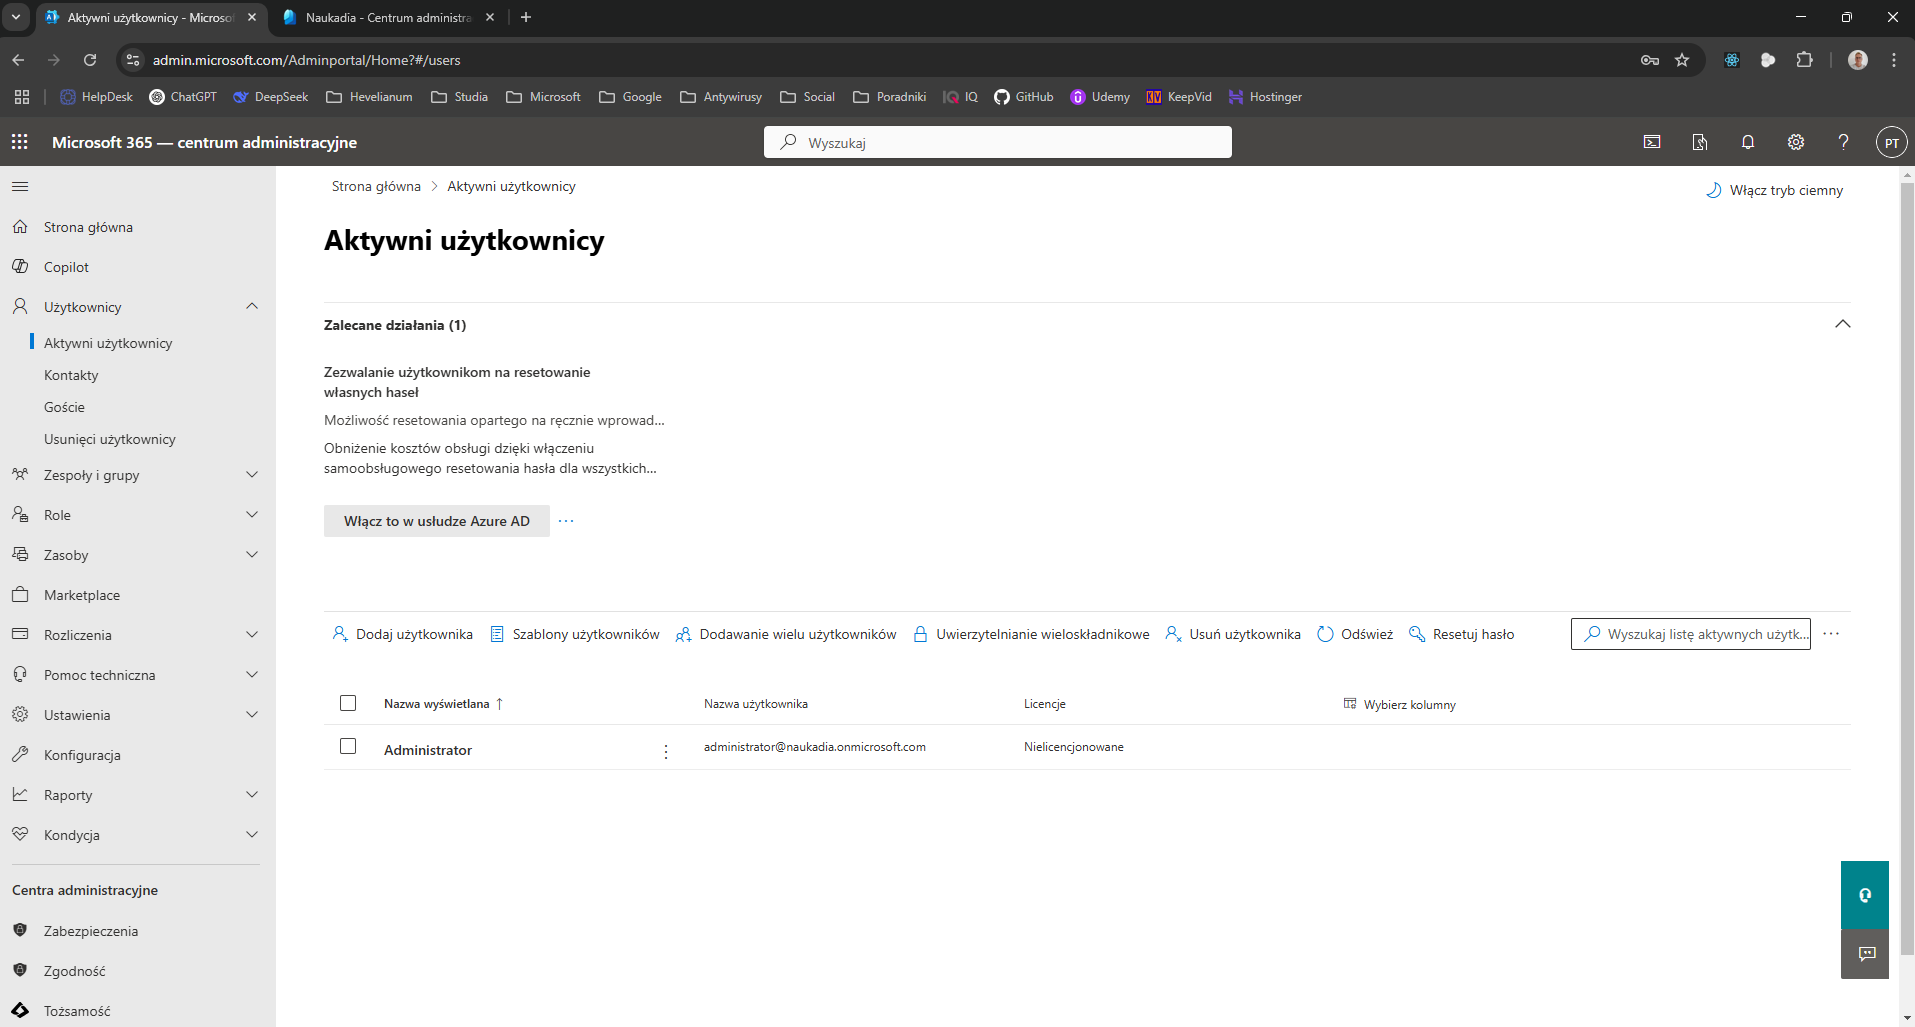 Aktywni użytkownicy - Microsof
Naukadia - Centrum administra
admin.microsoft.com/Adminportal/Home?#/users
HelpDesk
ChatGPT
DeepSeek
Hevelianum
Studia
Microsoft
Google
Antywirusy
Social
Poradniki
IQ IQ
GitHub
Udemy
KV KeepVid
Hostinger
Microsoft 365 — centrum administracyjne
Wyszukaj
PT
Strona główna
Copilot
Użytkownicy
Aktywni użytkownicy
Kontakty
Goście
Usunięci użytkownicy
Zespoły i grupy
Role
Zasoby
Marketplace
Rozliczenia
Pomoc techniczna
Ustawienia
Konfiguracja
Raporty
Kondycja
Centra administracyjne
Zabezpieczenia
Zgodność
Tożsamość
Strona główna > Aktywni użytkownicy
Włącz tryb ciemny
Aktywni użytkownicy
Zalecane działania (1)
Zezwalanie użytkownikom na resetowanie
własnych haseł
Możliwość resetowania opartego na ręcznie wprowad...
Obniżenie kosztów obsługi dzięki włączeniu
samoobsługowego resetowania hasła dla wszystkich...
Włącz to w usłudze Azure AD
Dodaj użytkownika
Szablony użytkowników
Dodawanie wielu użytkowników
Uwierzytelnianie wieloskładnikowe
Usuń użytkownika
Odśwież
Resetuj hasło
Wyszukaj listę aktywnych użytk...
Nazwa wyświetlana ↑
Nazwa użytkownika
Licencje
Wybierz kolumny
Administrator
administrator@naukadia.onmicrosoft.com
Nielicencjonowane